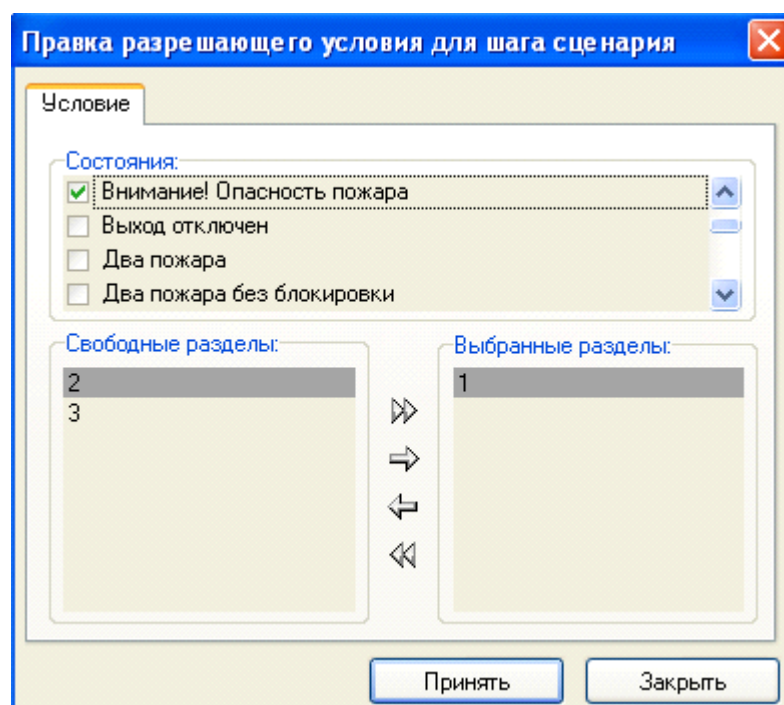 Правка разрешающего условия для шага сценария
Условие
Состояния:
Внимание! Опасность пожара
Выход отключен
Два пожара
Два пожара без блокировки
Свободные разделы:
2
3
Выбранные разделы:
1
Принять
Закрыть